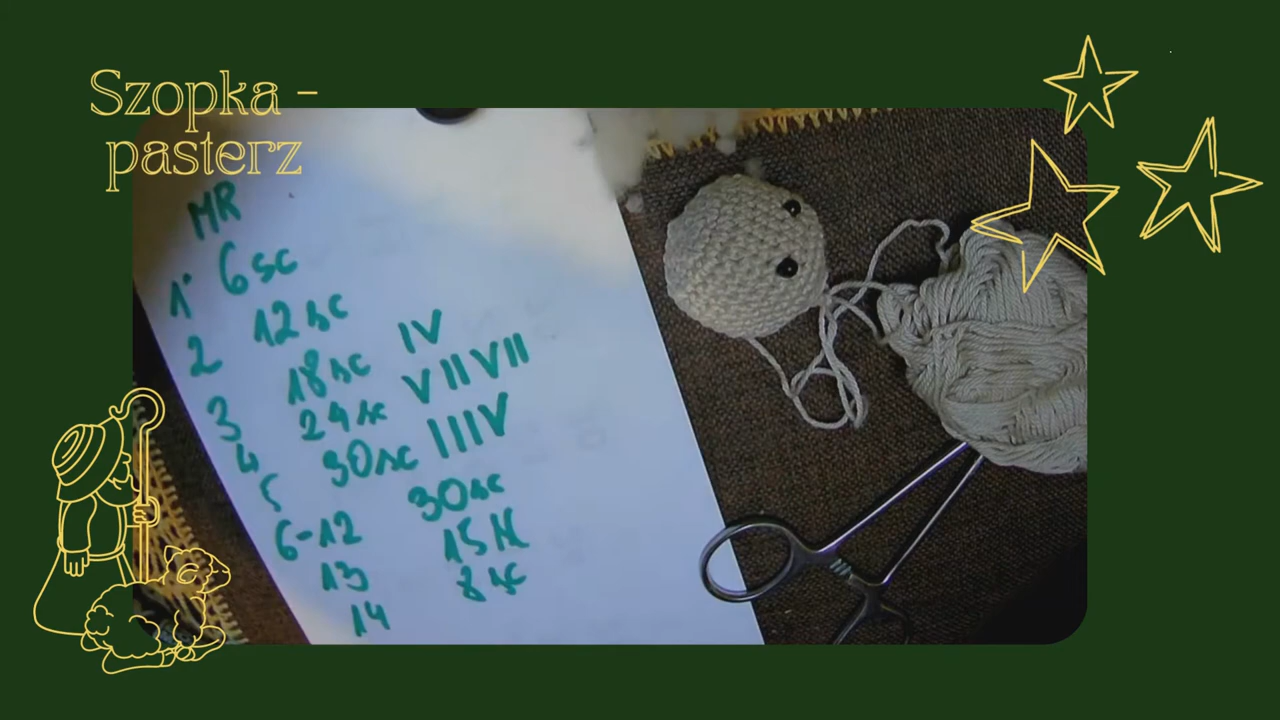 Szopka -
pasterz
MR
1. 6sc
2 12sc
3 18sc IV
4 24sc VIIVII
5 30sc IIIV
6-12 30sc
13 15
14 8sc